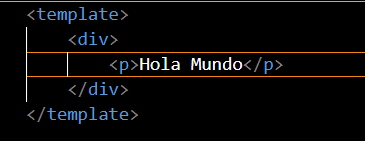 <template>
<div>
<p>Hola Mundo</p>
</div>
</template>